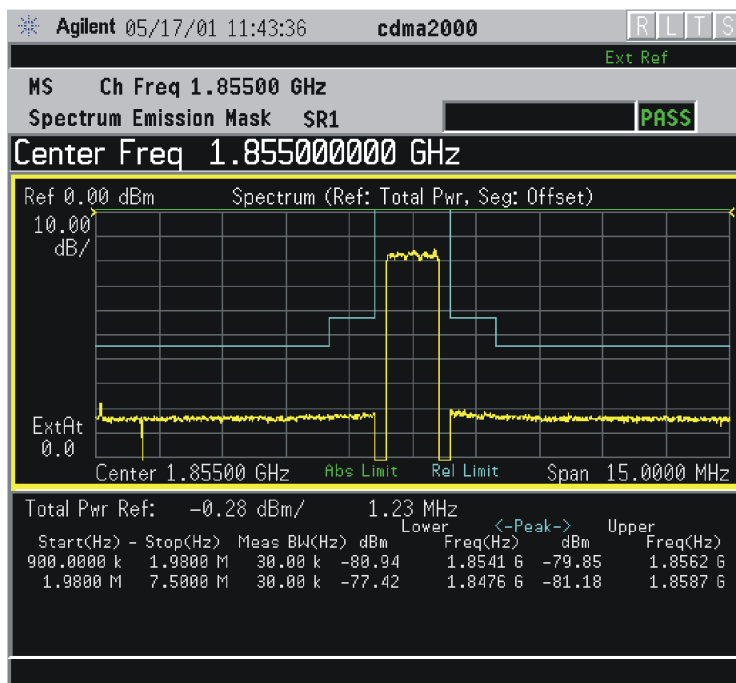 Agilent 05/17/01 11:43:36 cdma2000 R L T S
Ext Ref
MS Ch Freq 1.85500 GHz
Spectrum Emission Mask SR1 PASS
Center Freq 1.855000000 GHz
Ref 0.00 dBm Spectrum (Ref: Total Pwr, Seg: Offset)
10.00
dB/
ExtAt
0.0
Center 1.85500 GHz Abs Limit Rel Limit Span 15.0000 MHz
Total Pwr Ref: -0.28 dBm/ 1.23 MHz
Lower <-Peak-> Upper
Start(Hz) - Stop(Hz) Meas BW(Hz) dBm Freq(Hz) dBm Freq(Hz)
900.0000 k 1.9800 M 30.00 k -80.94 1.8541 G -79.85 1.8562 G
1.9800 M 7.5000 M 30.00 k -77.42 1.8476 G -81.18 1.8587 G